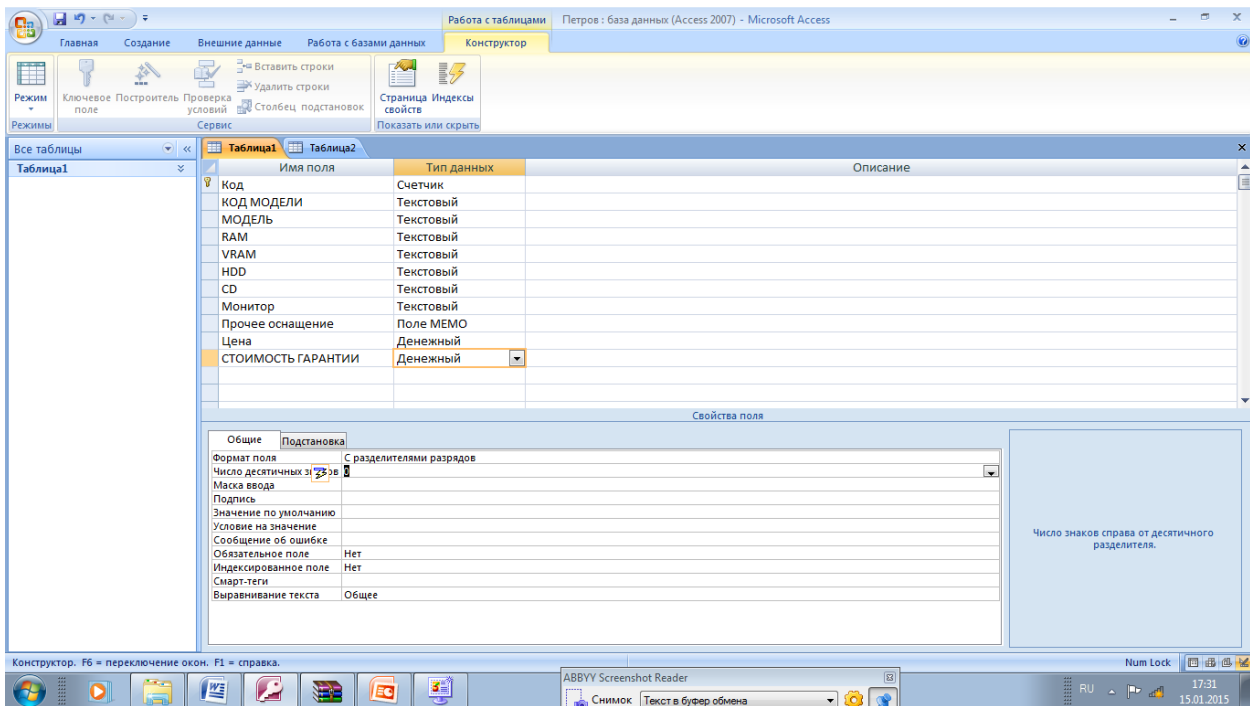 Работа с таблицами Петров : база данных (Access 2007) - Microsoft Access
Главная Создание Внешние данные Работа с базами данных Конструктор
Режим
Ключевое поле
Построитель
Проверка условий
Вставить строки
Удалить строки
Столбец подстановок
Страница свойств
Индексы
Режимы Сервис Показать или скрыть
Все таблицы
Таблица1
Таблица1 Таблица2
Имя поля Тип данных Описание
Код Счетчик
КОД МОДЕЛИ Текстовый
МОДЕЛЬ Текстовый
RAM Текстовый
VRAM Текстовый
HDD Текстовый
CD Текстовый
Монитор Текстовый
Прочее оснащение Поле МЕМО
Цена Денежный
СТОИМОСТЬ ГАРАНТИИ Денежный
Свойства поля
Общие Подстановка
Формат поля С разделителями разрядов
Число десятичных 0
Маска ввода
Подпись
Значение по умолчанию
Условие на значение
Сообщение об ошибке
Обязательное поле Нет
Индексированное поле Нет
Смарт-теги
Выравнивание текста Общее
Число знаков справа от десятичного
разделителя.
Конструктор. F6 = переключение окон. F1 = справка. Num Lock
ABBYY Screenshot Reader
Снимок Текст в буфер обмена
RU 17:31
15.01.2015